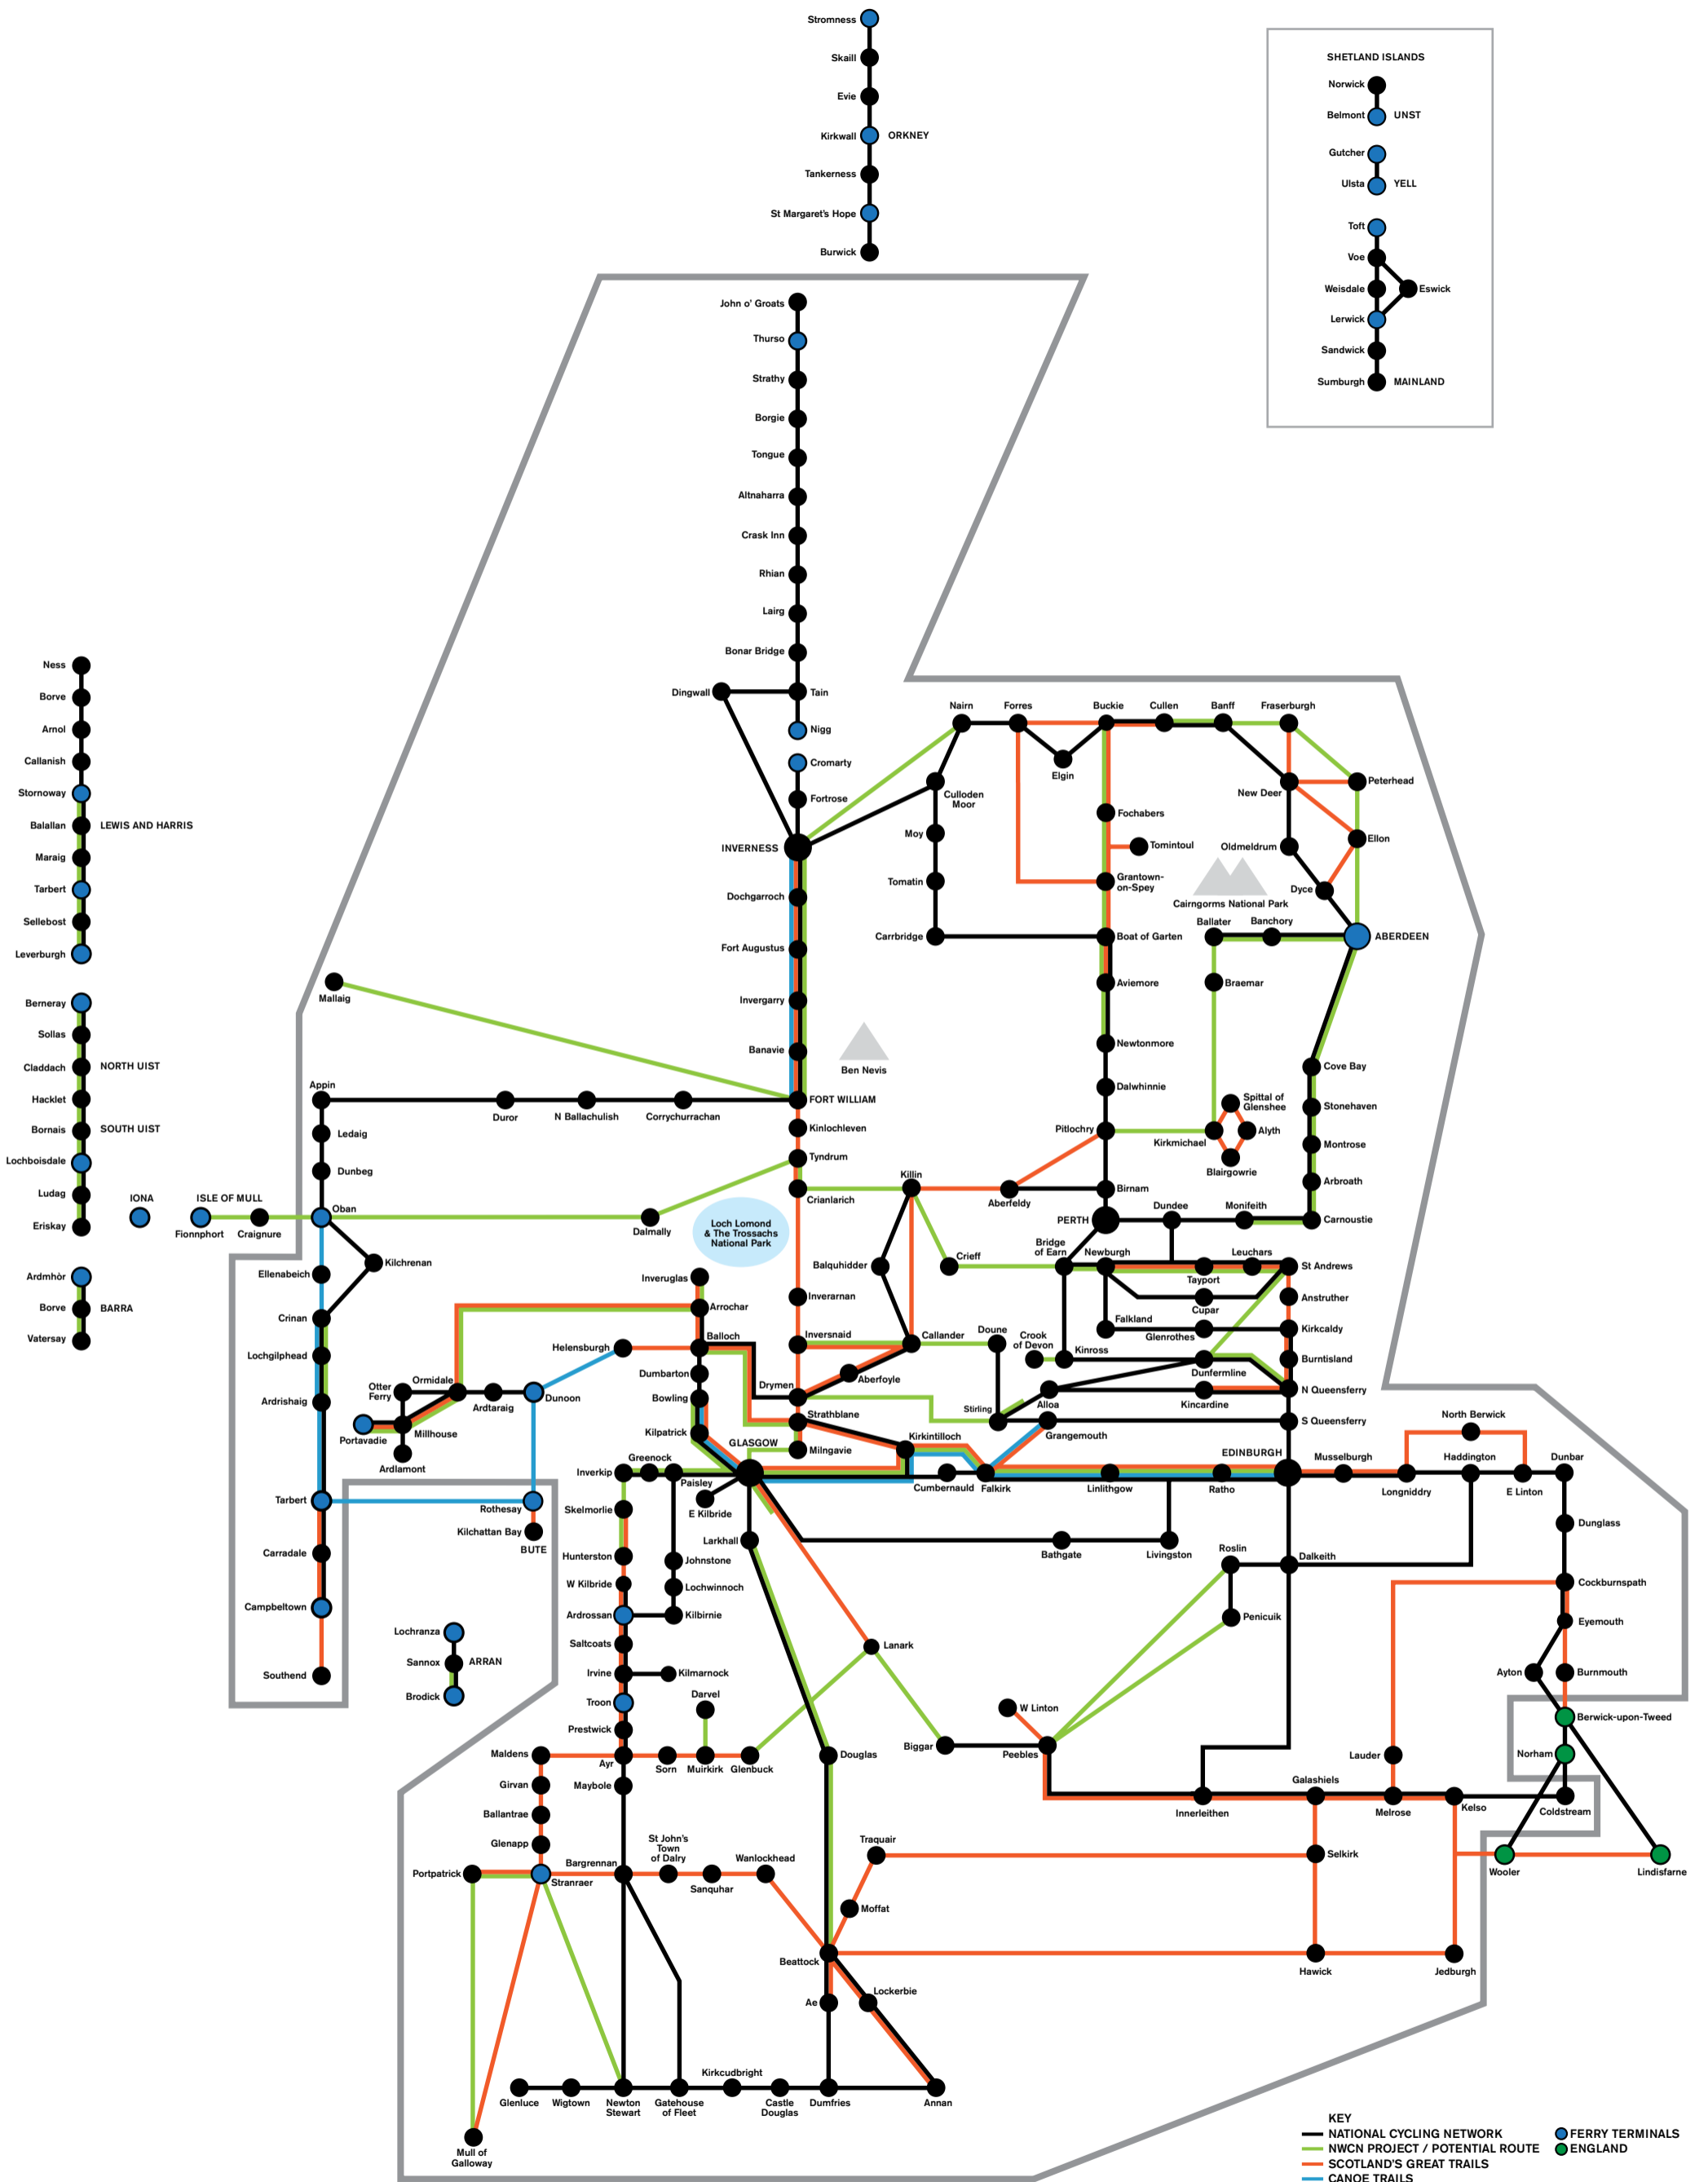 Stromness
Skaill
Evie
Kirkwall
ORKNEY
Tankerness
St Margaret's Hope
Burwick
SHETLAND ISLANDS
Norwick
Belmont
UNST
Gutcher
Ulsta
YELL
Toft
Voe
Weisdale
Eswick
Lerwick
Sandwick
Sumburgh
MAINLAND
John o' Groats
Thurso
Strathy
Borgie
Tongue
Altnaharra
Crask Inn
Rhian
Lairg
Bonar Bridge
Dingwall
Tain
Nigg
Cromarty
Fortrose
INVERNESS
Dochgarroch
Fort Augustus
Invergarry
Banavie
FORT WILLIAM
Kinlochleven
Tyndrum
Crianlarich
Inverarnan
Inversnaid
Drymen
Strathblane
Milngavie
Ness
Borve
Arnol
Callanish
Stornoway
Balallan
LEWIS AND HARRIS
Maraig
Tarbert
Sellebost
Leverburgh
Berneray
Sollas
Claddach
NORTH UIST
Hacklet
Bornais
SOUTH UIST
Lochboisdale
Ludag
Eriskay
Ardmhòr
Borve
BARRA
Vatersay
IONA
ISLE OF MULL
Fionnphort
Craignure
Mallaig
Ben Nevis
Appin
Duror
N Ballachulish
Corrychurrachan
Ledaig
Dunbeg
Oban
Dalmally
Kilchrenan
Ellenabeich
Crinan
Lochgilphead
Ardrishaig
Tarbert
Carradale
Campbeltown
Southend
Loch Lomond
& The Trossachs
National Park
Nairn
Forres
Buckie
Cullen
Banff
Fraserburgh
Elgin
Culloden
Moor
Moy
Tomatin
Carrbridge
Fochabers
Tomintoul
Grantown-
on-Spey
Boat of Garten
Aviemore
Newtonmore
Dalwhinnie
Pitlochry
Birnam
PERTH
New Deer
Peterhead
Oldmeldrum
Ellon
Dyce
Cairngorms National Park
Ballater
Banchory
ABERDEEN
Braemar
Cove Bay
Stonehaven
Montrose
Arbroath
Carnoustie
Spittal of
Glenshee
Kirkmichael
Alyth
Blairgowrie
Killin
Aberfeldy
Dundee
Monifeith
Bridge
of Earn
Newburgh
Leuchars
St Andrews
Tayport
Cupar
Anstruther
Falkland
Glenrothes
Kirkcaldy
Balquhidder
Crieff
Callander
Doune
Crook
of Devon
Kinross
Dunfermline
Burntisland
Aberfoyle
Stirling
Alloa
Kincardine
N Queensferry
Grangemouth
S Queensferry
Inveruglas
Arrochar
Balloch
Helensburgh
Dumbarton
Bowling
Kilpatrick
GLASGOW
Kirkintilloch
Otter
Ferry
Ormidale
Ardtaraig
Dunoon
Portavadie
Millhouse
Ardlamont
Rothesay
Kilchattan Bay
BUTE
Lochranza
Sannox
ARRAN
Brodick
Inverkip
Greenock
Paisley
E Kilbride
Cumbernauld
Falkirk
Linlithgow
Ratho
EDINBURGH
Musselburgh
North Berwick
Longniddry
Haddington
E Linton
Dunbar
Skelmorlie
Hunterston
W Kilbride
Ardrossan
Saltcoats
Irvine
Troon
Prestwick
Ayr
Johnstone
Lochwinnoch
Kilbirnie
Kilmarnock
Larkhall
Bathgate
Livingston
Roslin
Dalkeith
Penicuik
Dunglass
Cockburnspath
Eyemouth
Ayton
Burnmouth
Berwick-upon-Tweed
Norham
Lanark
Darvel
Maldens
Sorn
Muirkirk
Glenbuck
Douglas
W Linton
Biggar
Peebles
Lauder
Girvan
Maybole
Ballantrae
Glenapp
Innerleithen
Galashiels
Melrose
Kelso
Coldstream
Portpatrick
Stranraer
Bargrennan
St John's
Town
of Dalry
Sanquhar
Wanlockhead
Traquair
Selkirk
Wooler
Lindisfarne
Moffat
Beattock
Hawick
Jedburgh
Ae
Lockerbie
Glenluce
Wigtown
Newton
Stewart
Gatehouse
of Fleet
Kirkcudbright
Castle
Douglas
Dumfries
Annan
Mull of
Galloway
KEY
NATIONAL CYCLING NETWORK
NWCN PROJECT / POTENTIAL ROUTE
SCOTLAND'S GREAT TRAILS
CANOE TRAILS
FERRY TERMINALS
ENGLAND